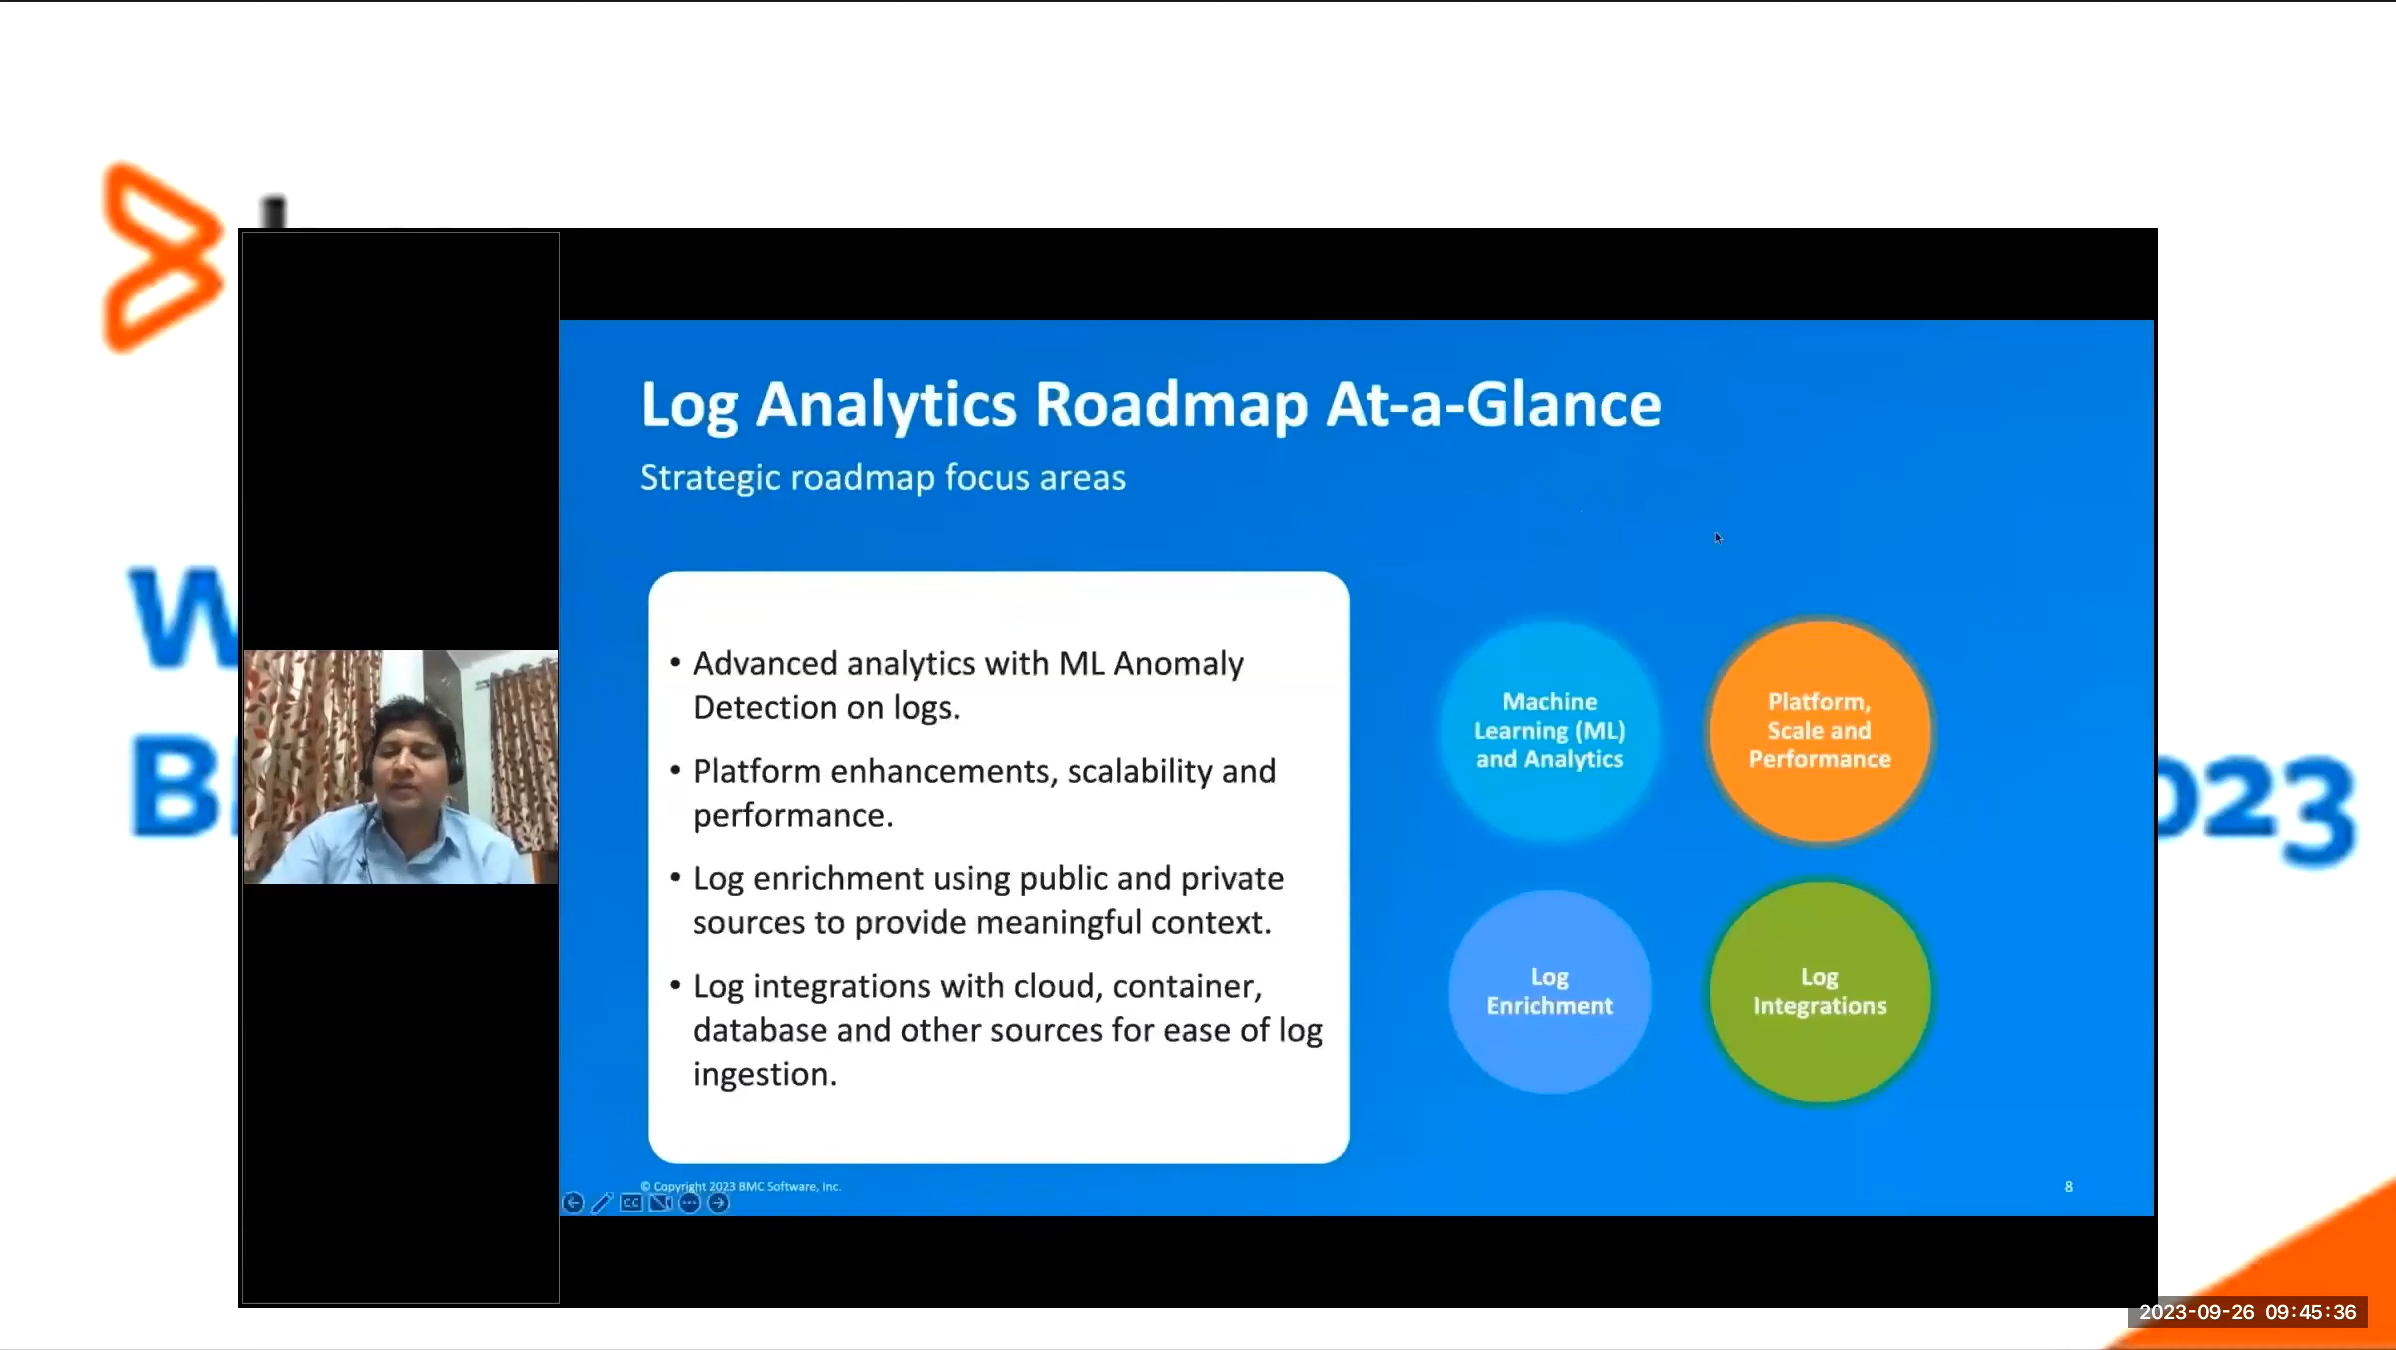 Log Analytics Roadmap At-a-Glance
Strategic roadmap focus areas
• Advanced analytics with ML Anomaly
Detection on logs.
• Platform enhancements, scalability and
performance.
• Log enrichment using public and private
sources to provide meaningful context.
• Log integrations with cloud, container,
database and other sources for ease of log
ingestion.
Machine
Learning (ML)
and Analytics
Platform,
Scale and
Performance
Log
Enrichment
Log
Integrations
© Copyright 2023 BMC Software, Inc.
8
CC
2023-09-26 09:45:36